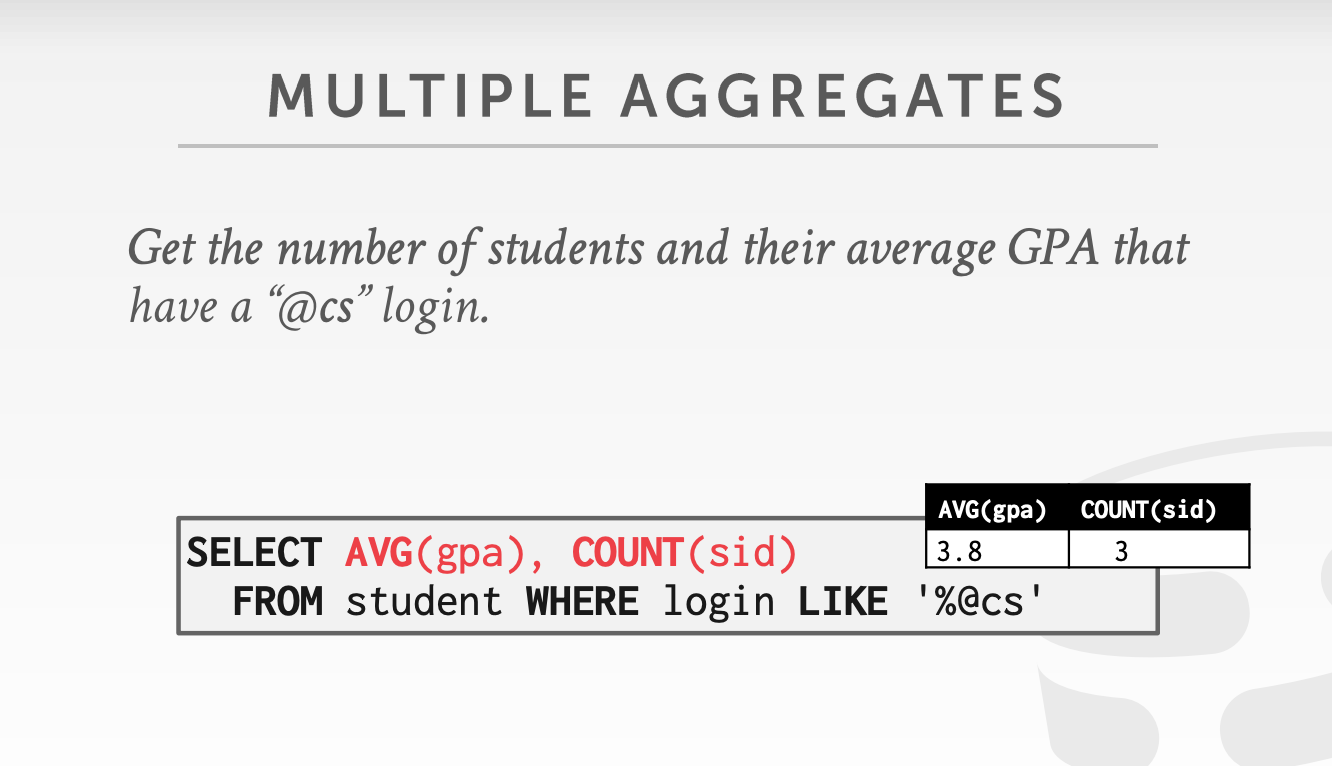 MULTIPLE AGGREGATES
Get the number of students and their average GPA that
have a “@cs” login.
AVG(gpa) COUNT(sid)
3.8 3
SELECT AVG(gpa), COUNT(sid)
FROM student WHERE login LIKE '%@cs'